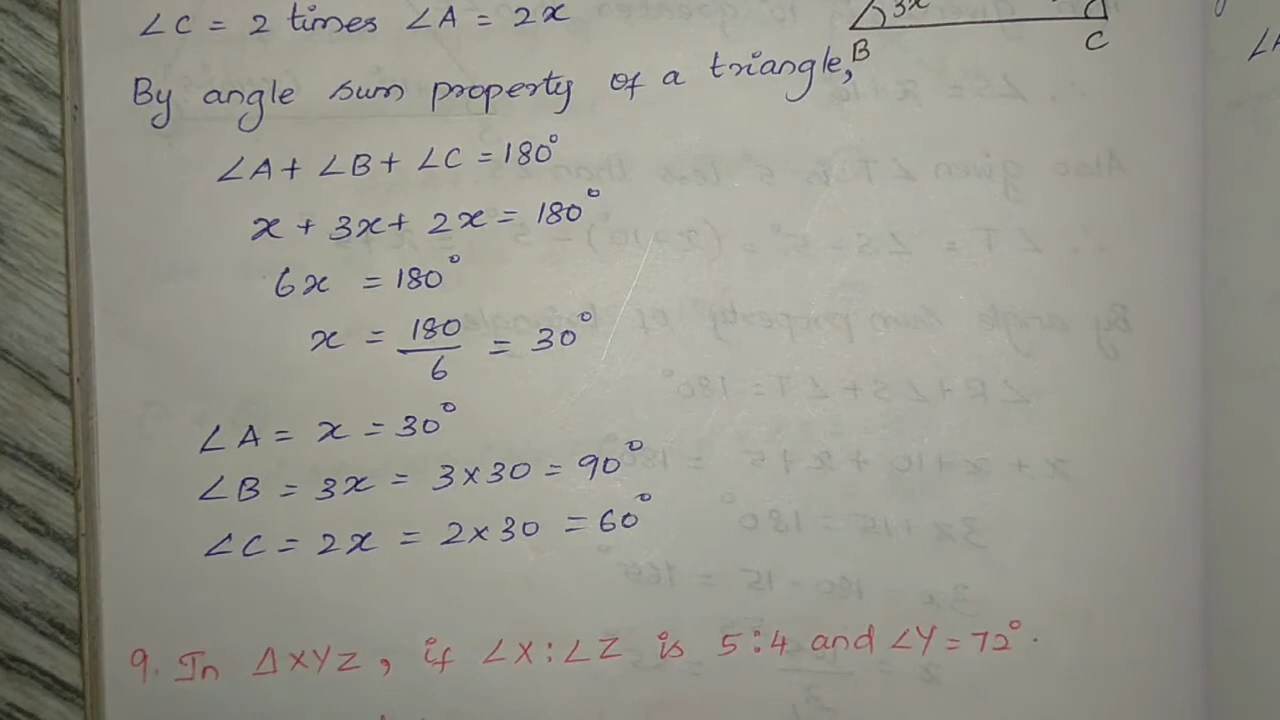 ∠C = 2 times ∠A = 2x
3x
B
C
By angle sum property of a triangle,
∠A + ∠B + ∠C = 180°
x + 3x + 2x = 180°
6x = 180°
x = 180/6 = 30°
∠A = x = 30°
∠B = 3x = 3×30 = 90°
∠C = 2x = 2×30 = 60°
9. In ΔXYZ, if ∠X:∠Z is 5:4 and ∠Y = 72°.